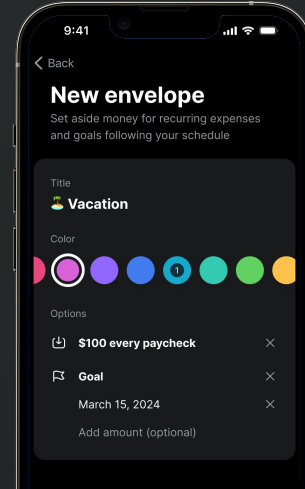 9:41
Back
New envelope
Set aside money for recurring expenses
and goals following your schedule
Title
🏝️ Vacation
Color
1
Options
$100 every paycheck
Goal
March 15, 2024
Add amount (optional)